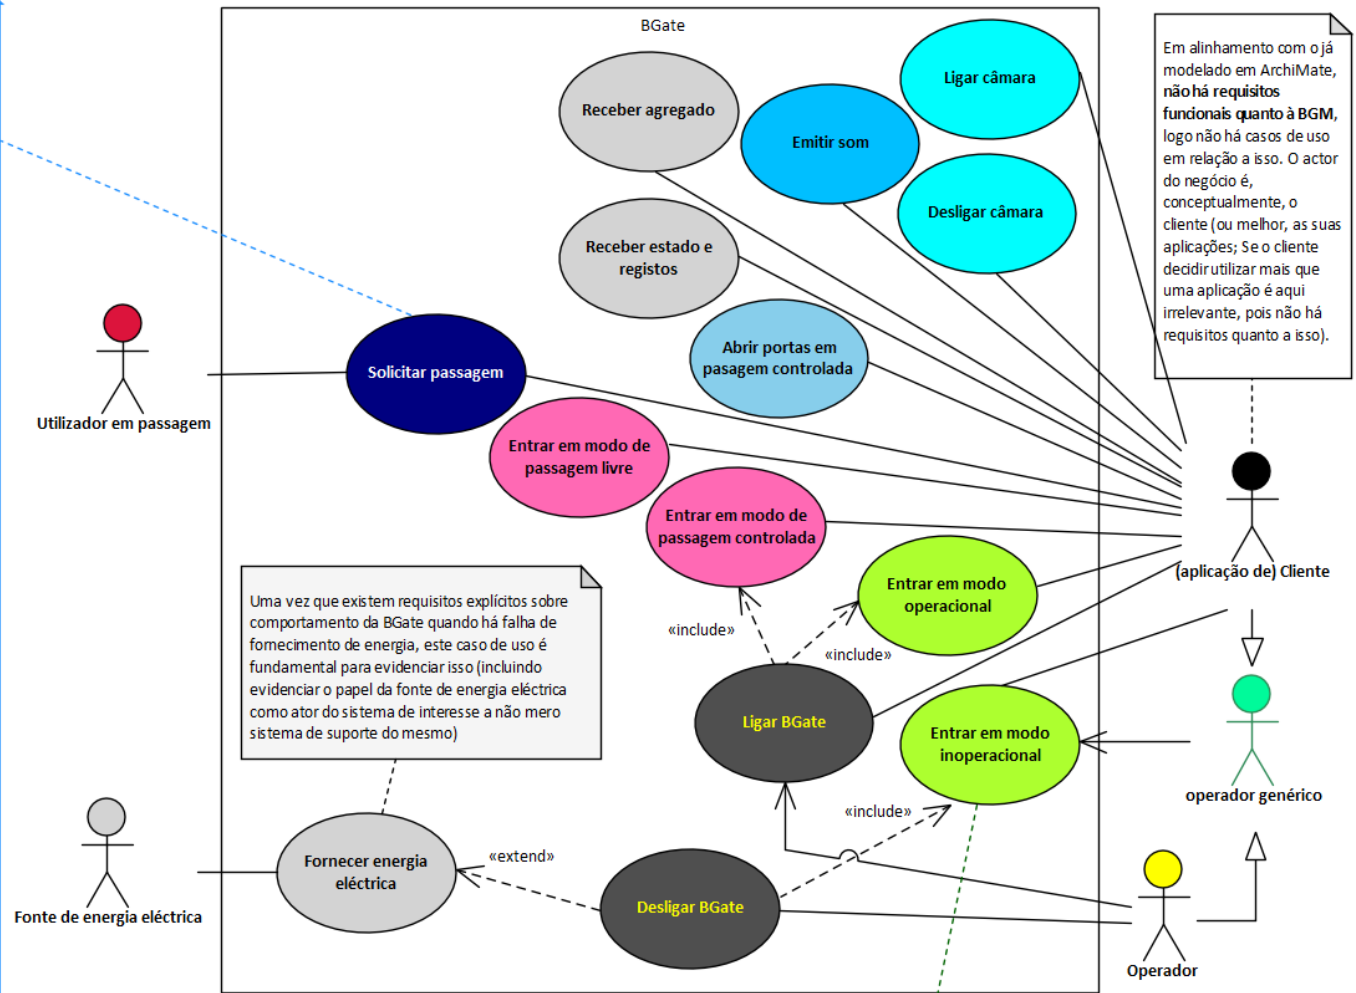 BGate
Em alinhamento com o já
modelado em ArchiMate,
não há requisitos
funcionais quanto à BGM,
logo não há casos de uso
em relação a isso. O actor
do negócio é,
conceptualmente, o
cliente (ou melhor, as suas
aplicações; Se o cliente
decidir utilizar mais que
uma aplicação é aqui
irrelevante, pois não há
requisitos quanto a isso).
Ligar câmara
Receber agregado
Emitir som
Desligar câmara
Receber estado e
registos
Abrir portas em
pasagem controlada
Solicitar passagem
Utilizador em passagem
Entrar em modo de
passagem livre
Entrar em modo de
passagem controlada
(aplicação de) Cliente
Entrar em modo
operacional
«include»
«include»
Uma vez que existem requisitos explícitos sobre
comportamento da BGate quando há falha de
fornecimento de energia, este caso de uso é
fundamental para evidenciar isso (incluindo
evidenciar o papel da fonte de energia eléctrica
como ator do sistema de interesse a não mero
sistema de suporte do mesmo)
Ligar BGate
Entrar em modo
inoperacional
operador genérico
«include»
Fornecer energia
eléctrica
«extend»
Desligar BGate
Fonte de energia eléctrica
Operador